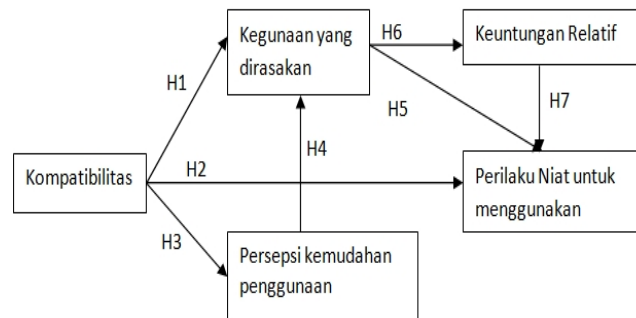 Kegunaan yang
dirasakan
H6
Keuntungan Relatif
H1
H5
H7
H4
Kompatibilitas
H2
Perilaku Niat untuk
menggunakan
H3
Persepsi kemudahan
penggunaan